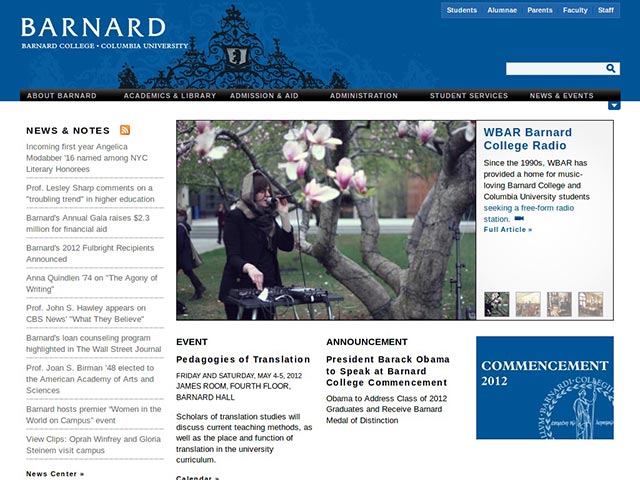 BARNARD
BARNARD COLLEGE • COLUMBIA UNIVERSITY
Students Alumnae Parents Faculty Staff
ABOUT BARNARD ACADEMICS & LIBRARY ADMISSION & AID ADMINISTRATION STUDENT SERVICES NEWS & EVENTS
NEWS & NOTES
Incoming first year Angelica
Modabber '16 named among NYC
Literary Honorees
Prof. Lesley Sharp comments on a
"troubling trend" in higher education
Barnard's Annual Gala raises $2.3
million for financial aid
Barnard's 2012 Fulbright Recipients
Announced
Anna Quindlen '74 on "The Agony of
Writing"
Prof. John S. Hawley appears on
CBS News' "What They Believe"
Barnard's loan counseling program
highlighted in The Wall Street Journal
Prof. Joan S. Birman '48 elected to
the American Academy of Arts and
Sciences
Barnard hosts premier "Women in the
World on Campus" event
View Clips: Oprah Winfrey and Gloria
Steinem visit campus
News Center »
WBAR Barnard
College Radio
Since the 1990s, WBAR has
provided a home for music-
loving Barnard College and
Columbia University students
seeking a free-form radio
station.
Full Article »
EVENT
Pedagogies of Translation
FRIDAY AND SATURDAY, MAY 4-5, 2012
JAMES ROOM, FOURTH FLOOR,
BARNARD HALL
Scholars of translation studies will
discuss current teaching methods, as
well as the place and function of
translation in the university
curriculum.
Calendar »
ANNOUNCEMENT
President Barack Obama
to Speak at Barnard
College Commencement
Obama to Address Class of 2012
Graduates and Receive Barnard
Medal of Distinction
COMMENCEMENT
2012